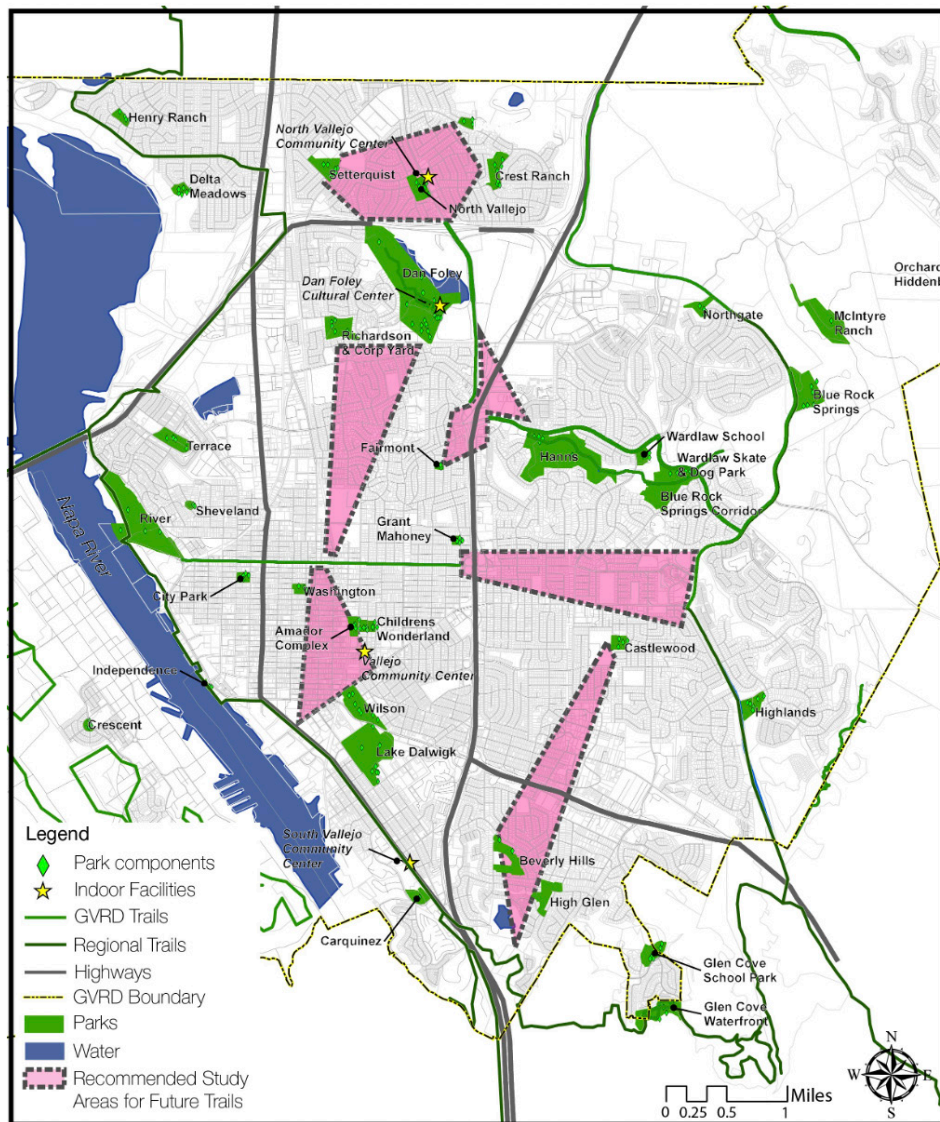 Henry Ranch
North Vallejo
Community Center
Setterquist
Crest Ranch
Delta
Meadows
North Vallejo
Dan Foley
Orchard
Hiddenb
Dan Foley
Cultural Center
Northgate
McIntyre
Ranch
Richardson
& Corp Yard
Blue Rock
Springs
Terrace
Fairmont
Hanns
Wardlaw School
Wardlaw Skate
& Dog Park
Blue Rock
Springs Corridor
Napa River
River
Sheveland
Grant
Mahoney
City Park
Washington
Amador
Complex
Childrens
Wonderland
Castlewood
Vallejo
Community Center
Independence
Wilson
Highlands
Crescent
Lake Dalwigk
South Vallejo
Community
Center
Beverly Hills
High Glen
Carquinez
Glen Cove
School Park
Glen Cove
Waterfront
Legend
Park components
Indoor Facilities
GVRD Trails
Regional Trails
Highways
GVRD Boundary
Parks
Water
Recommended Study
Areas for Future Trails
N
W E
S
Miles
0 0.25 0.5 1